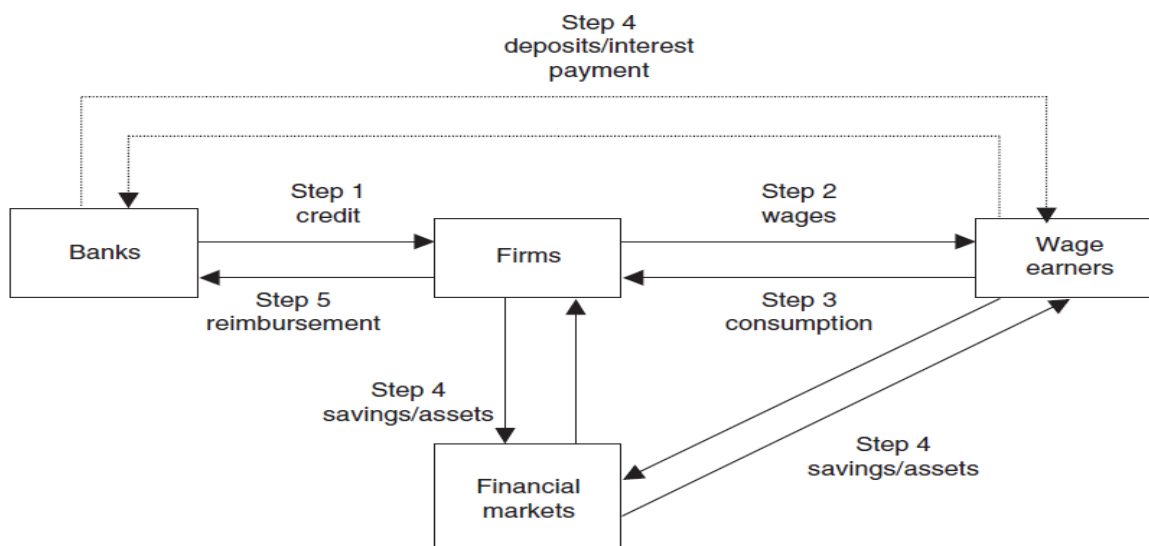 Step 4
deposits/interest
payment
Step 1
credit
Step 2
wages
Banks
Firms
Wage
earners
Step 5
reimbursement
Step 3
consumption
Step 4
savings/assets
Step 4
savings/assets
Financial
markets